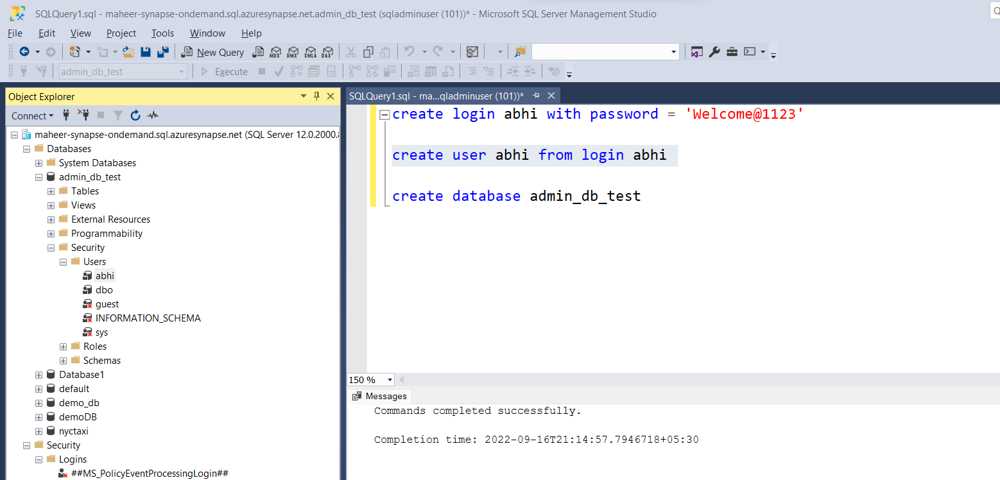 SQLQuery1.sql - maheer-synapse-ondemand.sql.azuresynapse.net.admin_db_test (sqladminuser (101))* - Microsoft SQL Server Management Studio
File Edit View Project Tools Window Help
New Query MDX DMX XMLA DAX
admin_db_test Execute
Object Explorer
Connect
maheer-synapse-ondemand.sql.azuresynapse.net (SQL Server 12.0.2000.
Databases
System Databases
admin_db_test
Tables
Views
External Resources
Programmability
Security
Users
abhi
dbo
guest
INFORMATION_SCHEMA
sys
Roles
Schemas
Database1
default
demo_db
demoDB
nyctaxi
Security
Logins
##MS_PolicyEventProcessingLogin##
SQLQuery1.sql - ma...qladminuser (101))*
create login abhi with password = 'Welcome@1123'
create user abhi from login abhi
create database admin_db_test
150 %
Messages
Commands completed successfully.
Completion time: 2022-09-16T21:14:57.7946718+05:30